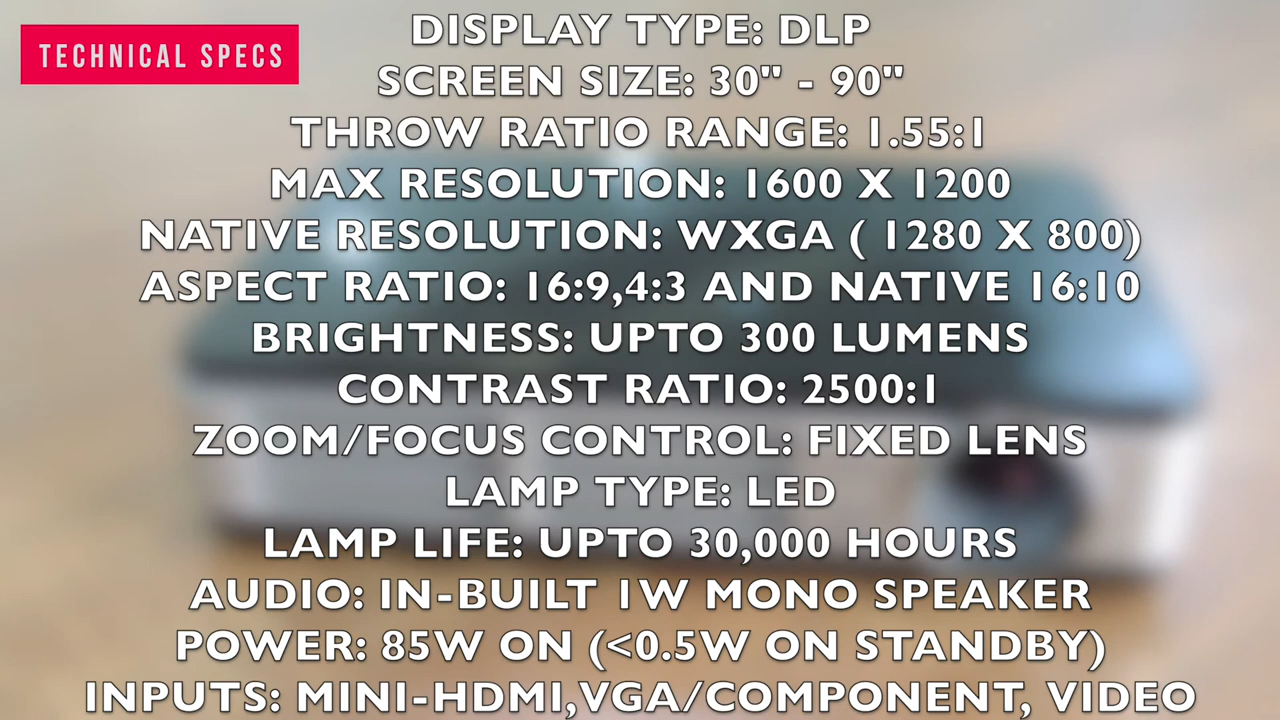 TECHNICAL SPECS
DISPLAY TYPE: DLP
SCREEN SIZE: 30" - 90"
THROW RATIO RANGE: 1.55:1
MAX RESOLUTION: 1600 X 1200
NATIVE RESOLUTION: WXGA ( 1280 X 800)
ASPECT RATIO: 16:9,4:3 AND NATIVE 16:10
BRIGHTNESS: UPTO 300 LUMENS
CONTRAST RATIO: 2500:1
ZOOM/FOCUS CONTROL: FIXED LENS
LAMP TYPE: LED
LAMP LIFE: UPTO 30,000 HOURS
AUDIO: IN-BUILT 1W MONO SPEAKER
POWER: 85W ON (<0.5W ON STANDBY)
INPUTS: MINI-HDMI,VGA/COMPONENT, VIDEO